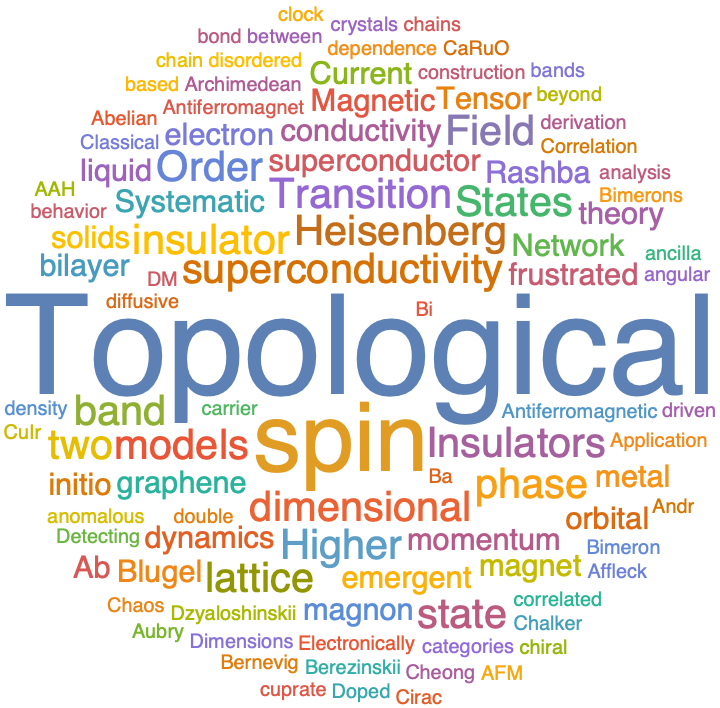 clock
bond between crystals chains
chain disordered dependence CaRuO
based Archimedean Current construction bands
Abelian Antiferromagnet Magnetic Tensor beyond
Classical electron conductivity Field derivation
liquid Order superconductor Rashba Correlation
AAH Systematic Transition States analysis
behavior theory Bimerons
solids insulator Heisenberg Network ancilla
bilayer DM superconductivity frustrated angular
diffusive Bi
Topological
density band carrier Antiferromagnetic driven
CuIr two models spin Insulators Application
initio graphene Ba phase metal
anomalous double dimensional orbital Andr
Detecting dynamics Higher momentum Bimeron
Ab Blugel lattice emergent magnet Affleck
Chaos Dzyaloshinskii magnon state correlated
Aubry Chalker
Dimensions Electronically categories chiral
Bernevig Berezinskii Cheong AFM
cuprate Doped Cirac